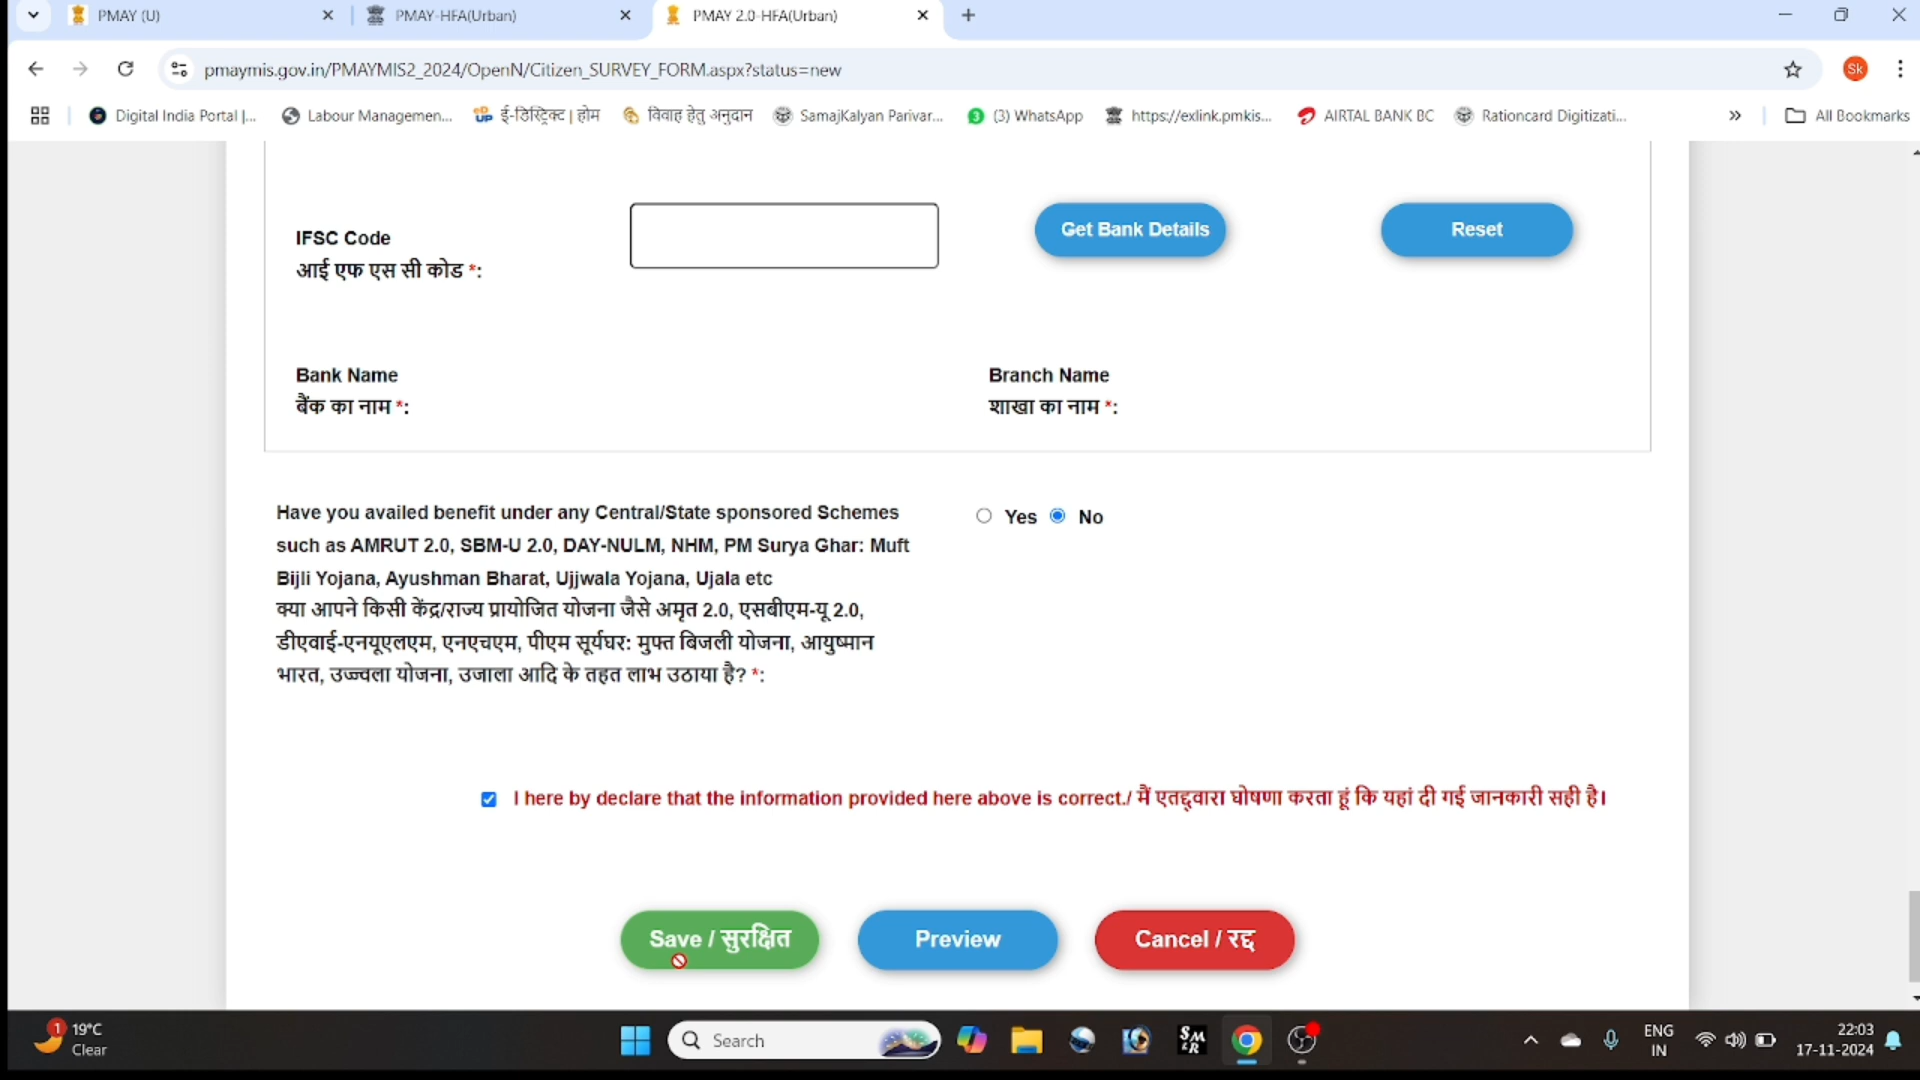 PMAY (U)
PMAY-HFA(Urban)
PMAY 2.0-HFA(Urban)
pmaymis.gov.in/PMAYMIS2_2024/OpenN/Citizen_SURVEY_FORM.aspx?status=new
Sk
Digital India Portal |...
Labour Managemen...
ई-डिस्ट्रिक्ट | होम
विवाह हेतु अनुदान
SamajKalyan Parivar...
(3) WhatsApp
https://exlink.pmkis...
AIRTAL BANK BC
Rationcard Digitizati...
All Bookmarks
IFSC Code
आई एफ एस सी कोड *:
Get Bank Details
Reset
Bank Name
बैंक का नाम *:
Branch Name
शाखा का नाम *:
Have you availed benefit under any Central/State sponsored Schemes
such as AMRUT 2.0, SBM-U 2.0, DAY-NULM, NHM, PM Surya Ghar: Muft
Bijli Yojana, Ayushman Bharat, Ujjwala Yojana, Ujala etc
क्या आपने किसी केंद्र/राज्य प्रायोजित योजना जैसे अमृत 2.0, एसबीएम-यू 2.0,
डीएवाई-एनयूएलएम, एनएचएम, पीएम सूर्यघर: मुफ्त बिजली योजना, आयुष्मान
भारत, उज्ज्वला योजना, उजाला आदि के तहत लाभ उठाया है? *:
Yes No
I here by declare that the information provided here above is correct./ मैं एतद्द्वारा घोषणा करता हूं कि यहां दी गई जानकारी सही है।
Save / सुरक्षित
Preview
Cancel / रद्द
1
19°C
Clear
Search
SM
&R
ENG
IN
22:03
17-11-2024